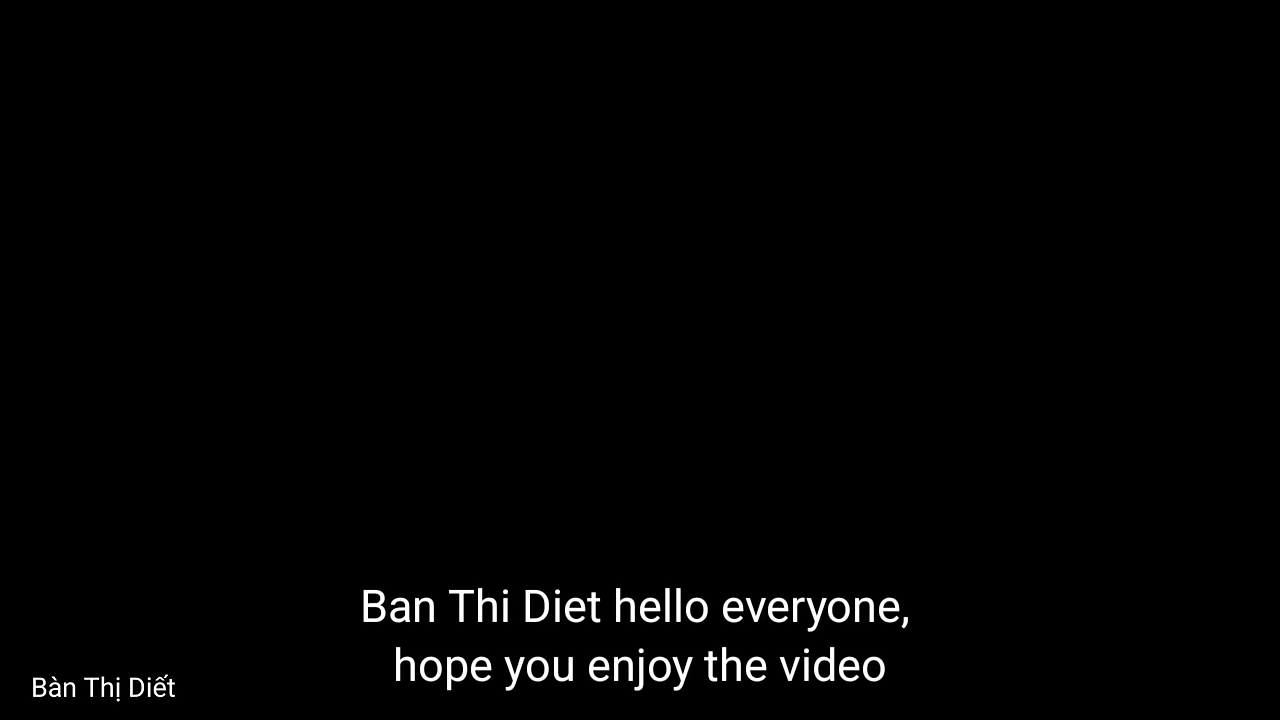 Ban Thi Diet hello everyone,
hope you enjoy the video
Bàn Thị Diết